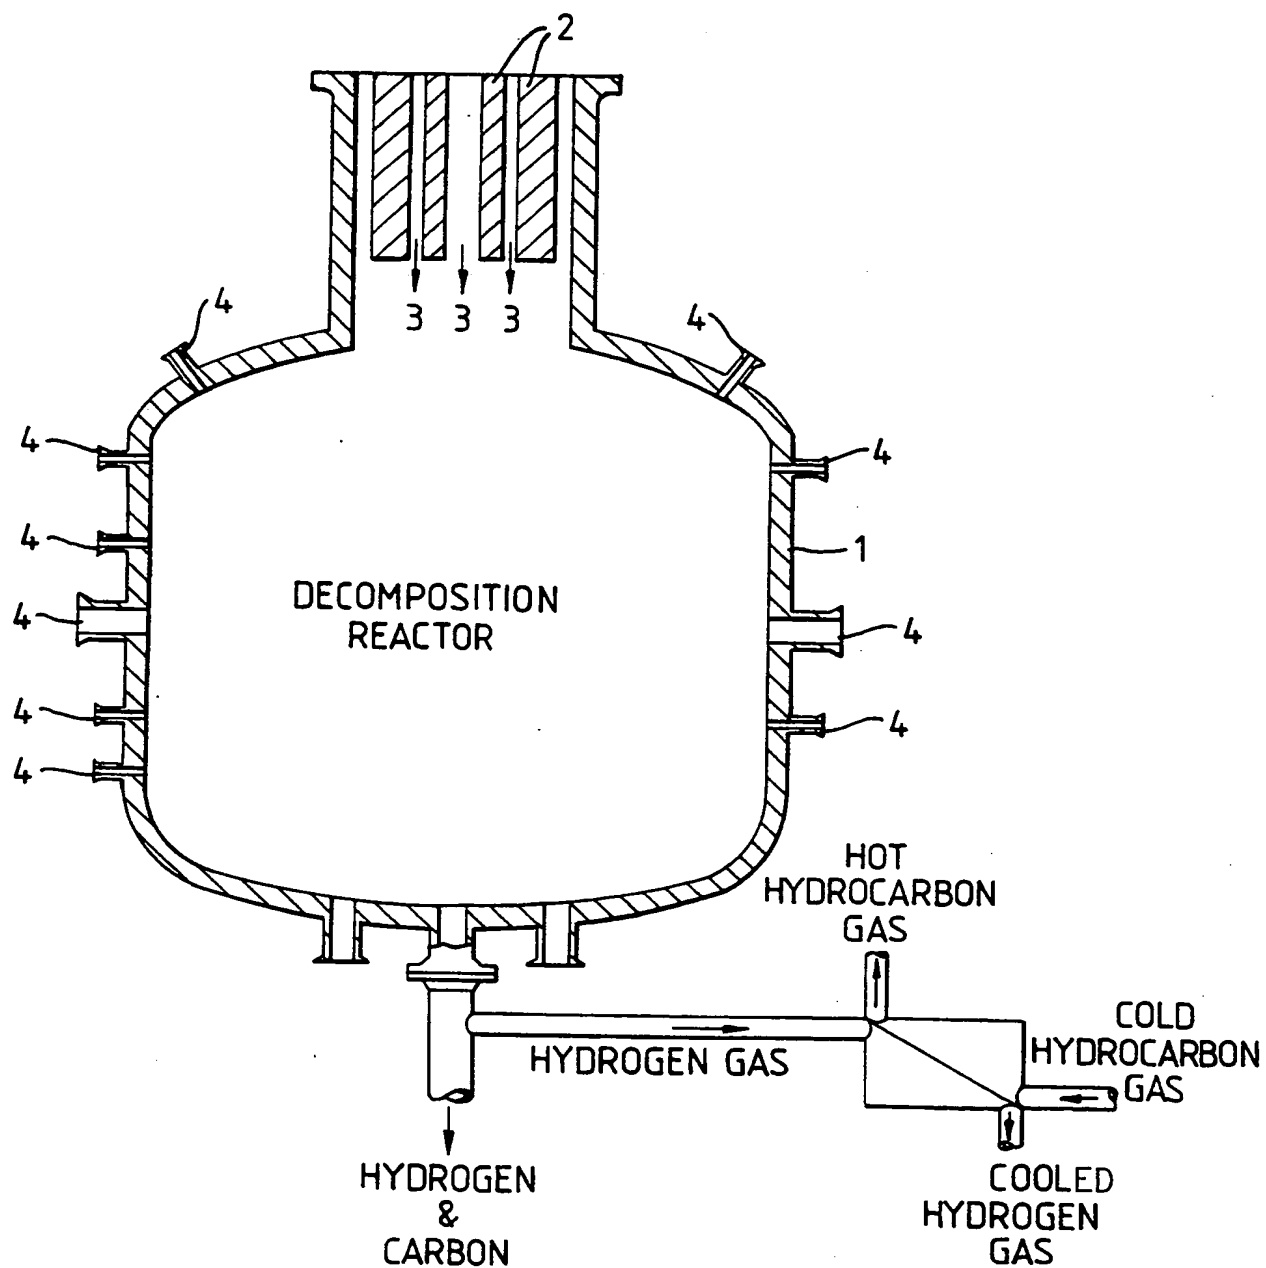 2
3 3 3
4
4
4
4
4
1
4
DECOMPOSITION
REACTOR
4
4
4
4
4
HOT
HYDROCARBON
GAS
COLD
HYDROCARBON
GAS
HYDROGEN GAS
HYDROGEN
&
CARBON
COOLED
HYDROGEN
GAS